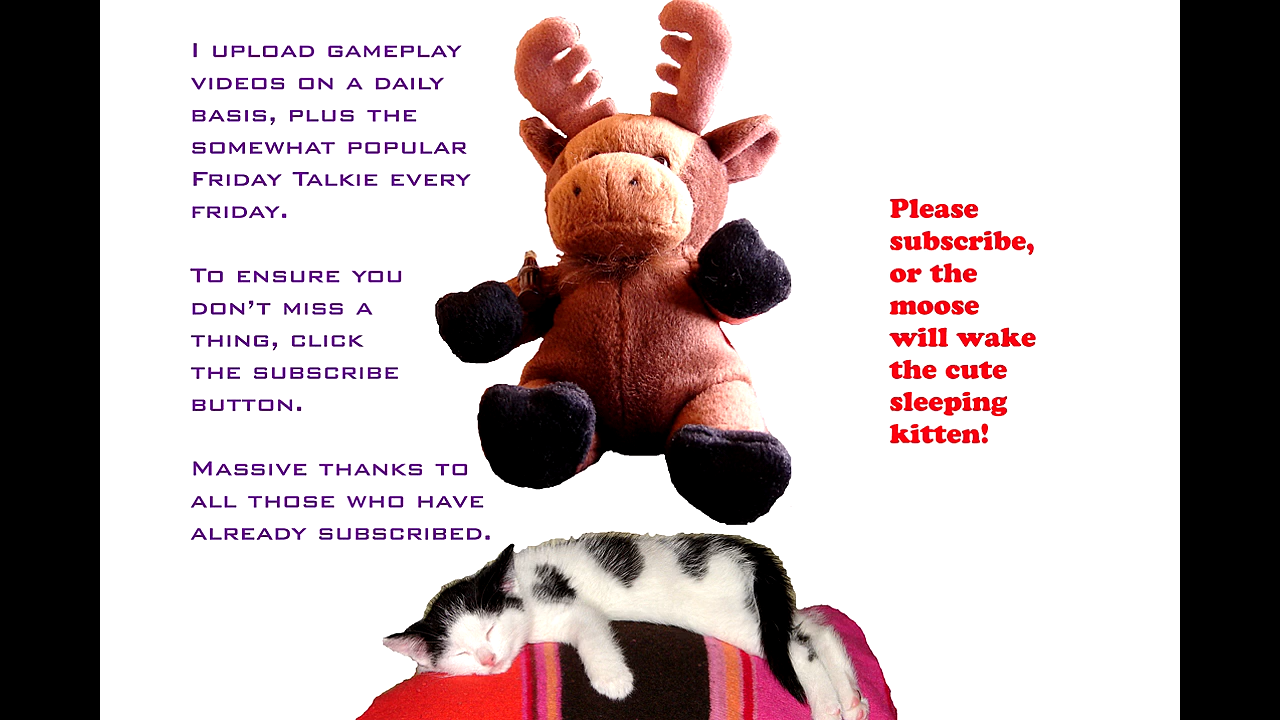 I upload gameplay
videos on a daily
basis, plus the
somewhat popular
Friday Talkie every
friday.
To ensure you
don't miss a
thing, click
the subscribe
button.
Massive thanks to
all those who have
already subscribed.
Please
subscribe,
or the
moose
will wake
the cute
sleeping
kitten!